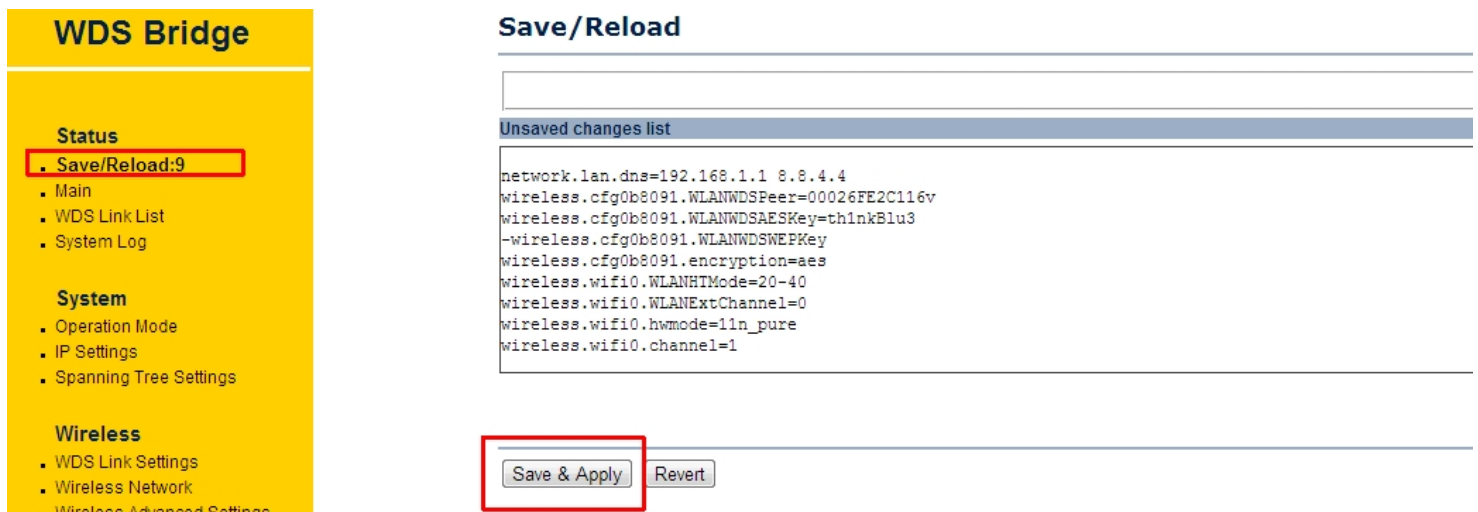 WDS Bridge
Status
Save/Reload:9
Main
WDS Link List
System Log
System
Operation Mode
IP Settings
Spanning Tree Settings
Wireless
WDS Link Settings
Wireless Network
Wireless Advanced Settings
Save/Reload
Unsaved changes list
network.lan.dns=192.168.1.1 8.8.4.4
wireless.cfg0b8091.WLANWDSPeer=00026FE2C116v
wireless.cfg0b8091.WLANWDSAESKey=th1nkBlu3
-wireless.cfg0b8091.WLANWDSWEPKey
wireless.cfg0b8091.encryption=aes
wireless.wifi0.WLANHTMode=20-40
wireless.wifi0.WLANExtChannel=0
wireless.wifi0.hwmode=11n_pure
wireless.wifi0.channel=1
Save & Apply Revert